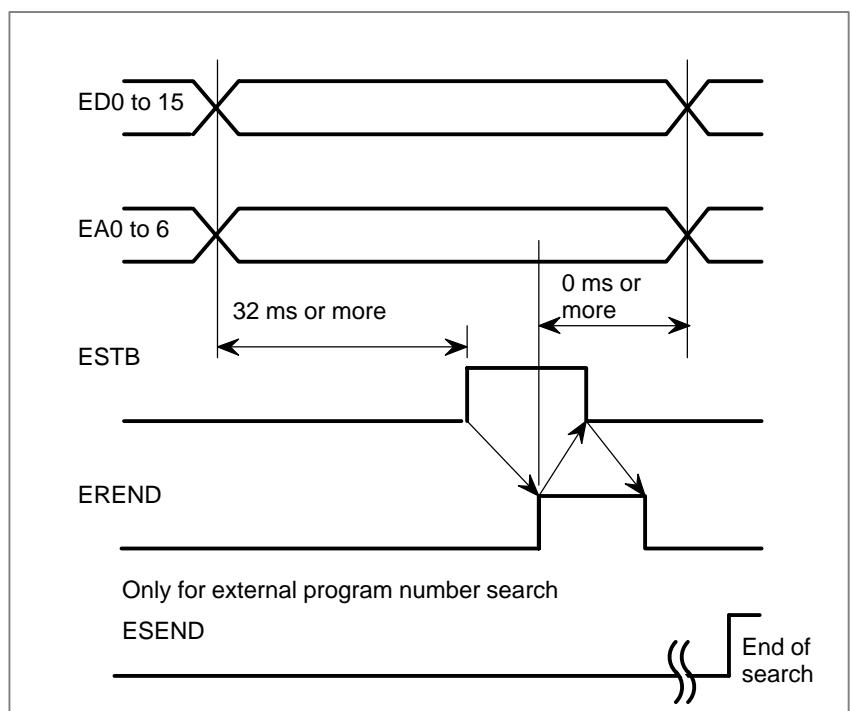 ED0 to 15
EA0 to 6
0 ms or
more
32 ms or more
ESTB
EREND
Only for external program number search
ESEND
End of
search